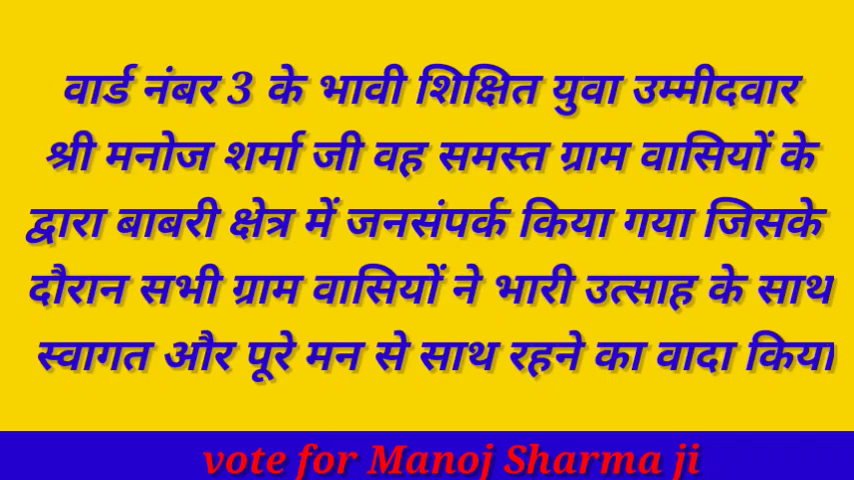 वार्ड नंबर 3 के भावी शिक्षित युवा उम्मीदवार
श्री मनोज शर्मा जी वह समस्त ग्राम वासियों के
द्वारा बाबरी क्षेत्र में जनसंपर्क किया गया जिसके
दौरान सभी ग्राम वासियों ने भारी उत्साह के साथ
स्वागत और पूरे मन से साथ रहने का वादा किया
vote for Manoj Sharma ji